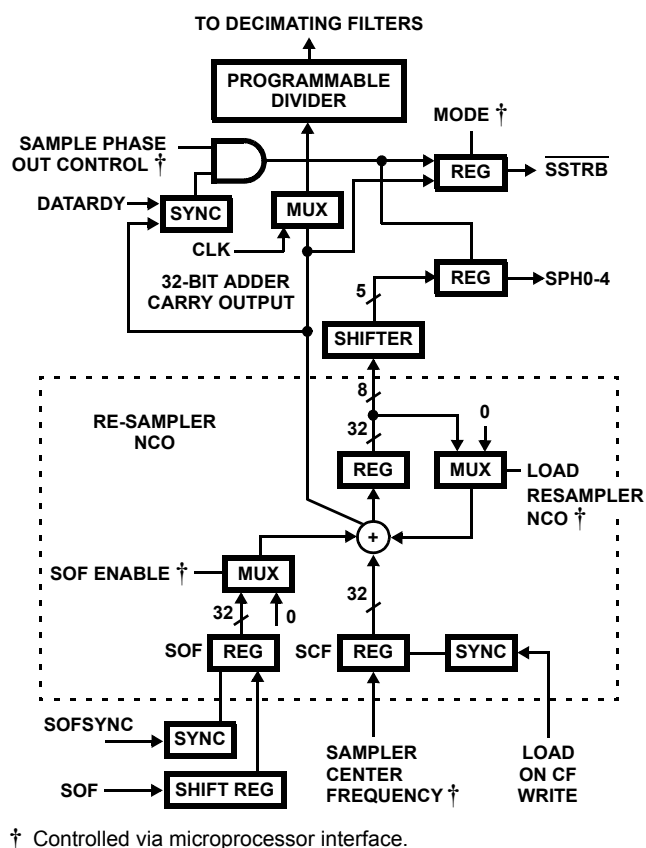 TO DECIMATING FILTERS
PROGRAMMABLE
DIVIDER
MODE †
SAMPLE PHASE
OUT CONTROL †
REG
SSTRB
DATARDY
SYNC
MUX
CLK
32-BIT ADDER
CARRY OUTPUT
5
REG
SPH0-4
SHIFTER
8
RE-SAMPLER
NCO
32
0
REG
MUX
LOAD
RESAMPLER
NCO †
+
SOF ENABLE †
MUX
32
0
32
SOF
REG
SCF
REG
SYNC
SOFSYNC
SYNC
SAMPLER
CENTER
FREQUENCY †
LOAD
ON CF
WRITE
SOF
SHIFT REG
† Controlled via microprocessor interface.